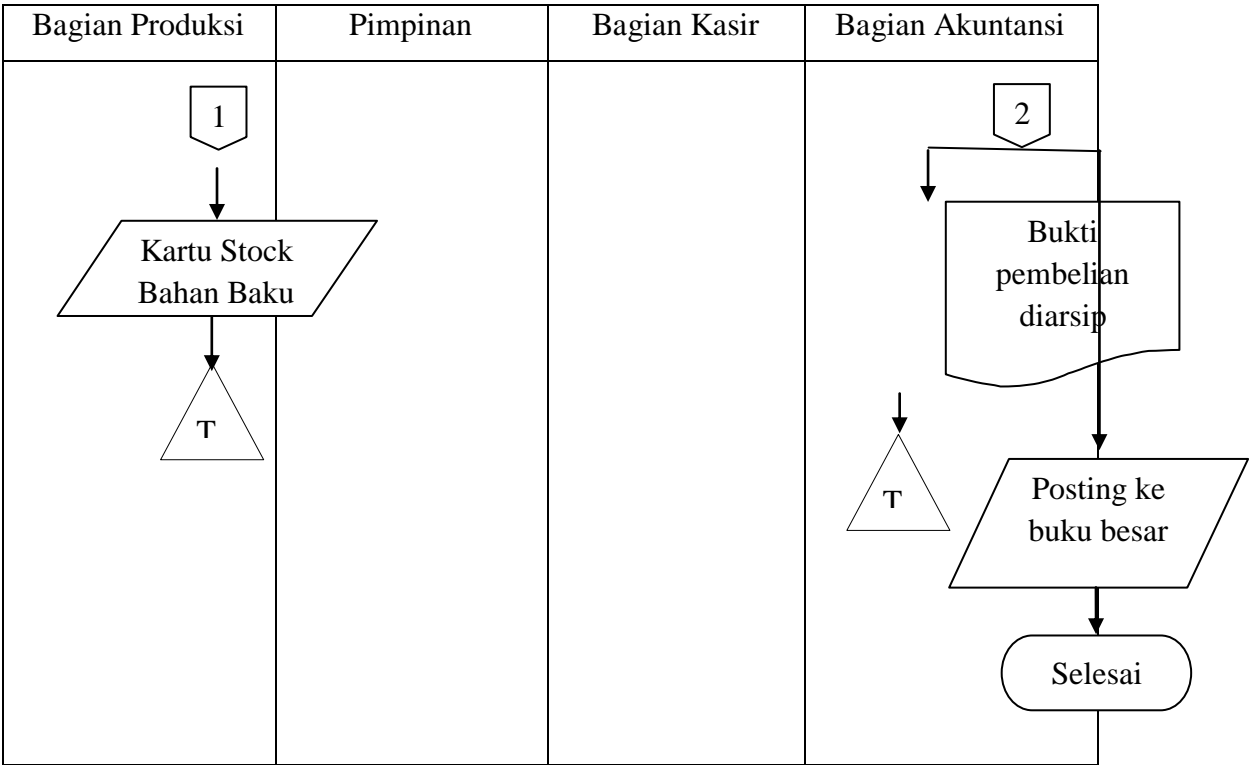 Bagian Produksi
Pimpinan
Bagian Kasir
Bagian Akuntansi
1
2
Kartu Stock
Bahan Baku
Bukti
pembelian
diarsip
T
T
Posting ke
buku besar
Selesai